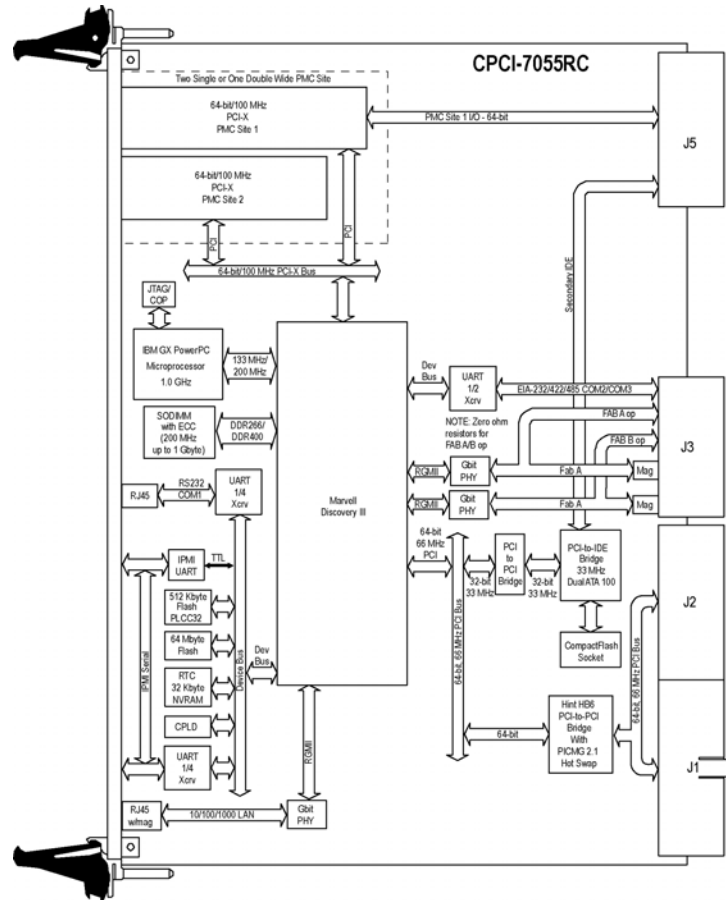 CPCI-7055RC
Two Single or One Double Wide PMC Site
64-bit/100 MHz
PCI-X
PMC Site 1
PMC Site 1 I/O - 64-bit
J5
64-bit/100 MHz
PCI-X
PMC Site 2
PCI
PCI
64-bit/100 MHz PCI-X Bus
Secondary IDE
JTAG/
COP
IBM GX PowerPC
Microprocessor
1.0 GHz
133 MHz/
200 MHz
Dev
Bus
UART
1/2
Xcrv
EIA-232/422/485 COM2/COM3
SODIMM
with ECC
(200 MHz
up to 1 Gbyte)
DDR266/
DDR400
NOTE: Zero ohm
resistors for
FAB A/B op
FAB A op
FAB B op
J3
RGMII
Gbit
PHY
Fab A
Mag
RJ45
RS232
COM1
UART
1/4
Xcrv
Marvell
Discovery III
RGMII
Gbit
PHY
Fab A
Mag
64-bit
66 MHz
PCI
IPMI
UART
TTL
PCI
to
PCI
Bridge
32-bit
33 MHz
32-bit
33 MHz
PCI-to-IDE
Bridge
33 MHz
Dual ATA 100
J2
512 Kbyte
Flash
PLCC32
64 Mbyte
Flash
IPMI Serial
Device Bus
Dev
Bus
64-bit, 66 MHz PCI Bus
CompactFlash
Socket
64-bit, 66 MHz PCI Bus
RTC
32 Kbyte
NVRAM
CPLD
UART
1/4
Xcrv
RGMII
64-bit
Hint HB6
PCI-to-PCI
Bridge
With
PICMG 2.1
Hot Swap
J1
RJ45
w/mag
10/100/1000 LAN
Gbit
PHY